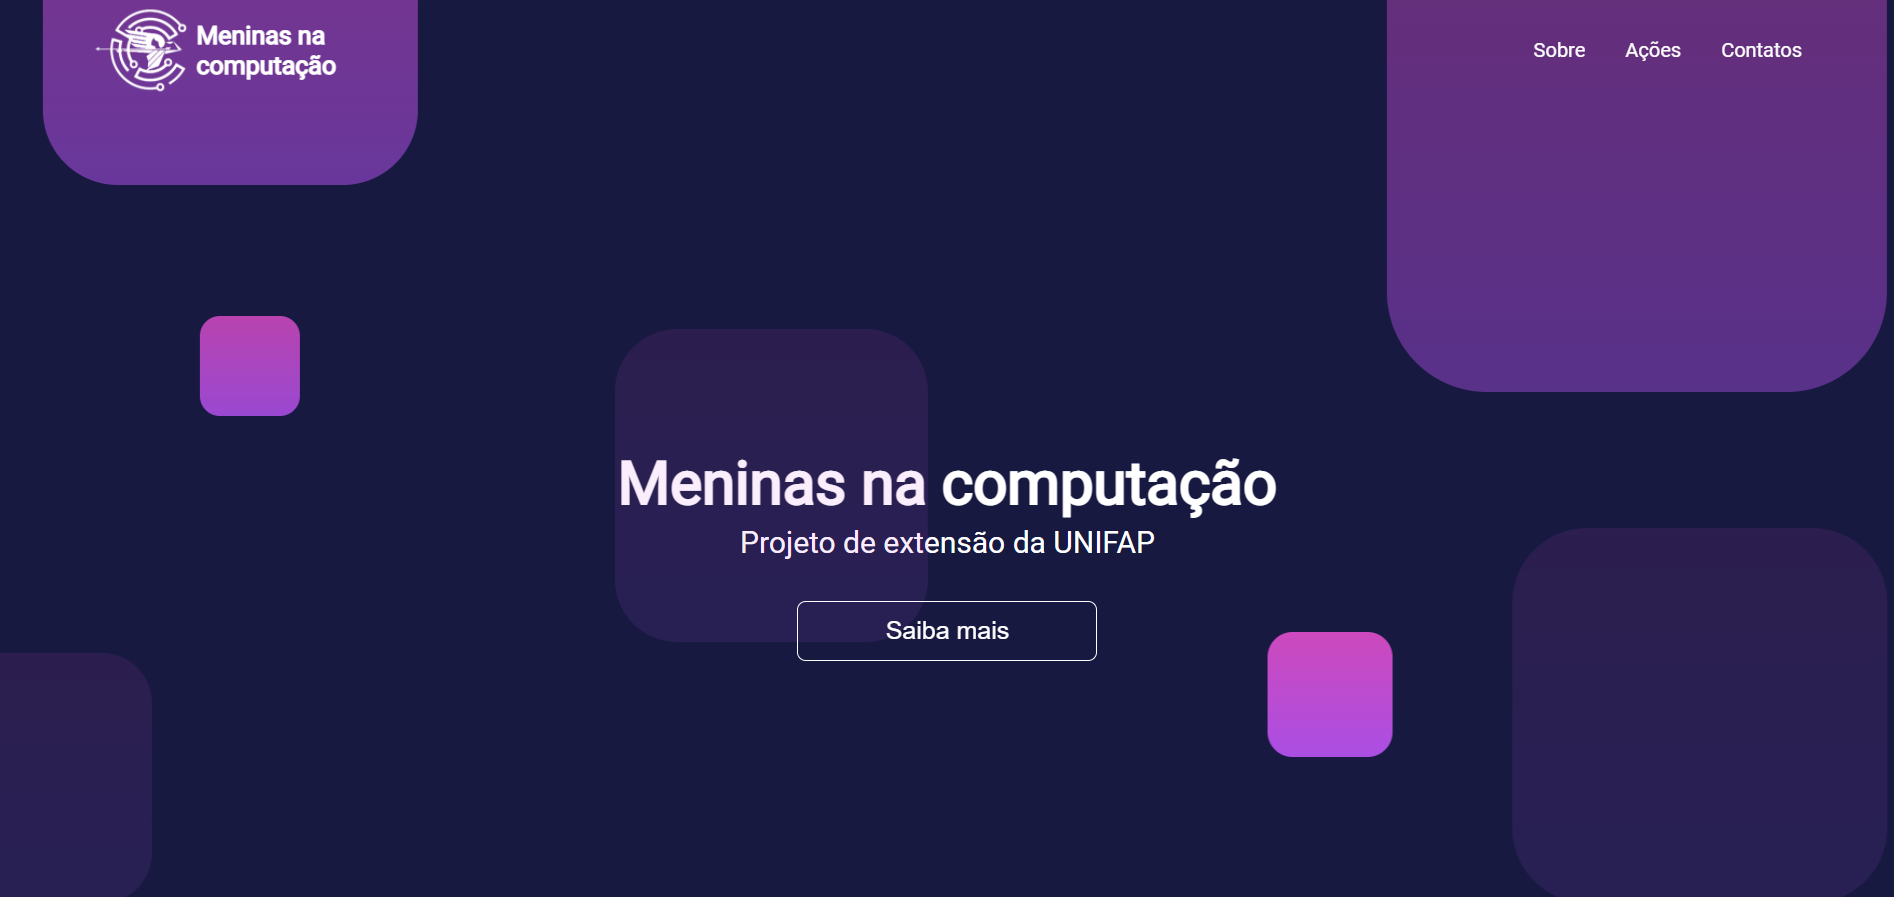 Meninas na
computação
Sobre Ações Contatos
Meninas na computação
Projeto de extensão da UNIFAP
Saiba mais